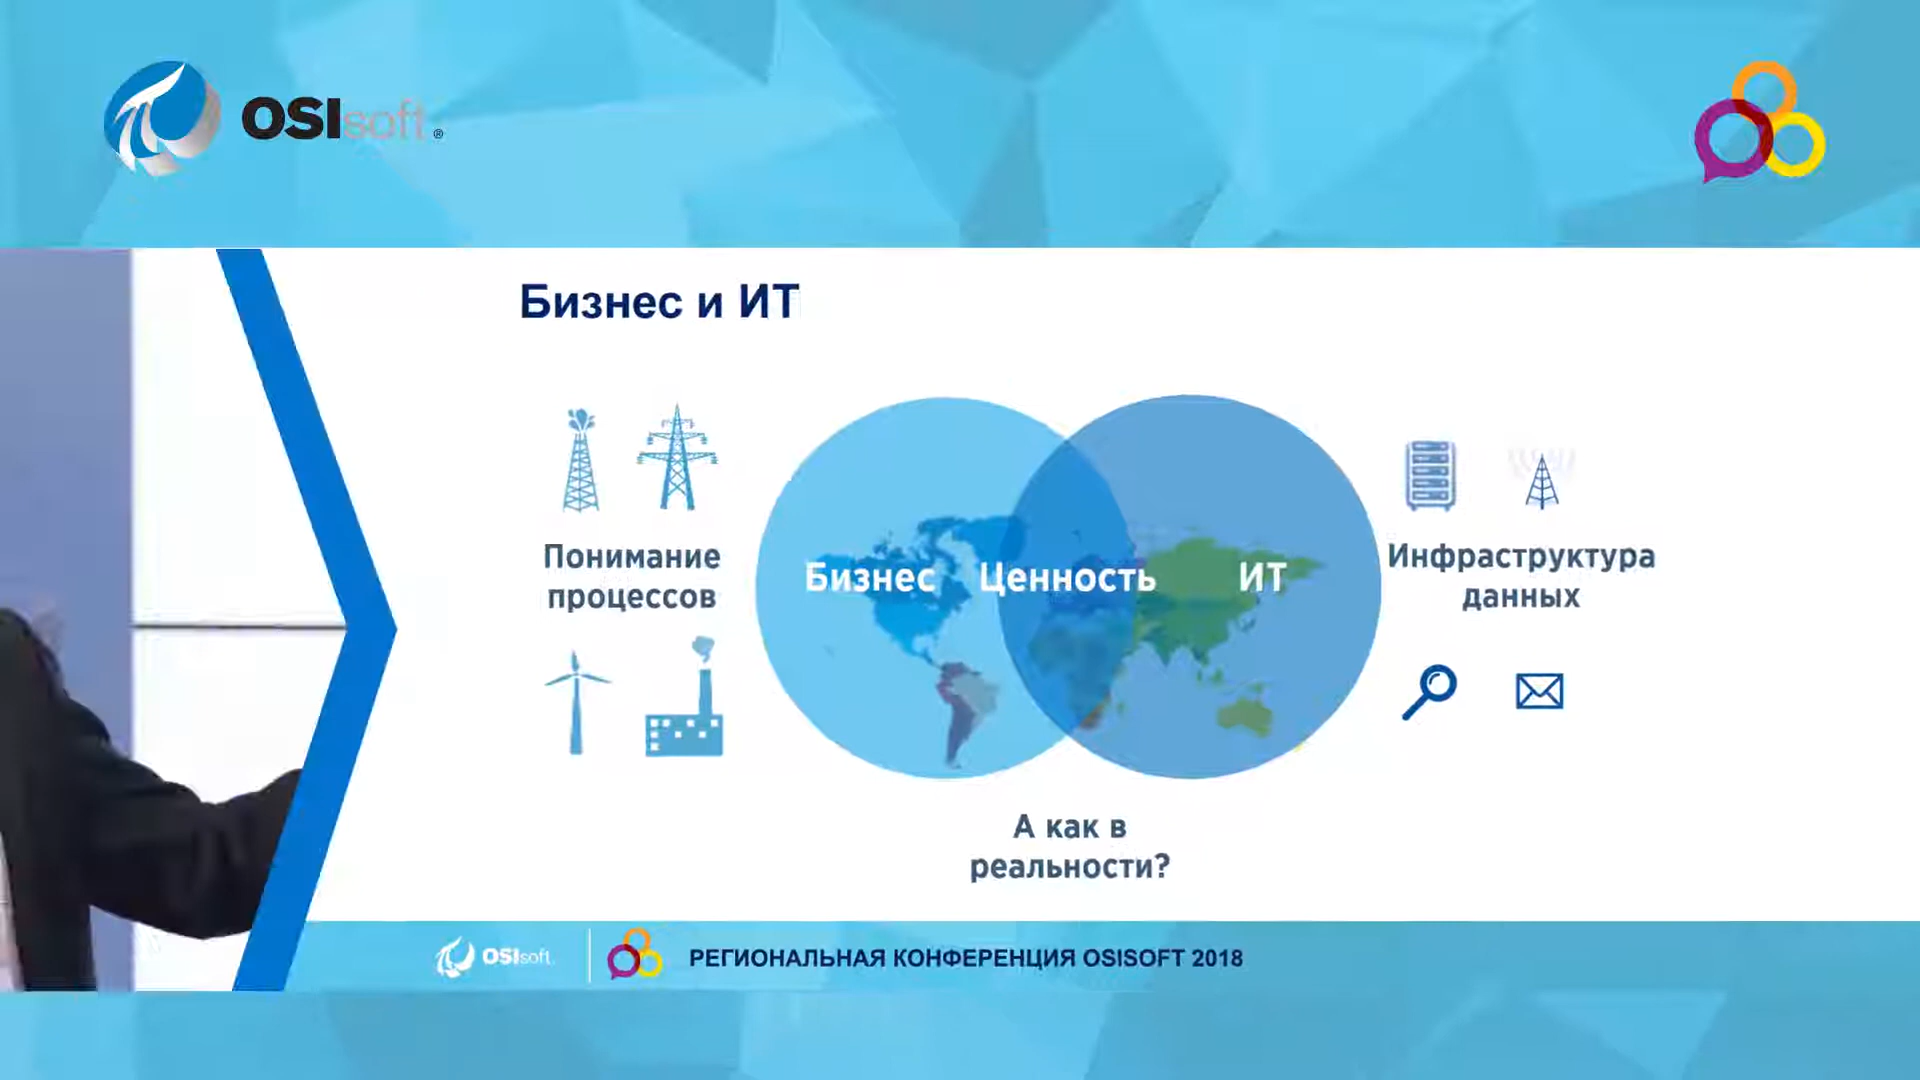 OSIsoft®
Бизнес и ИТ
Понимание
процессов
Бизнес
Ценность
ИТ
Инфраструктура
данных
А как в
реальности?
OSIsoft.
РЕГИОНАЛЬНАЯ КОНФЕРЕНЦИЯ OSISOFT 2018